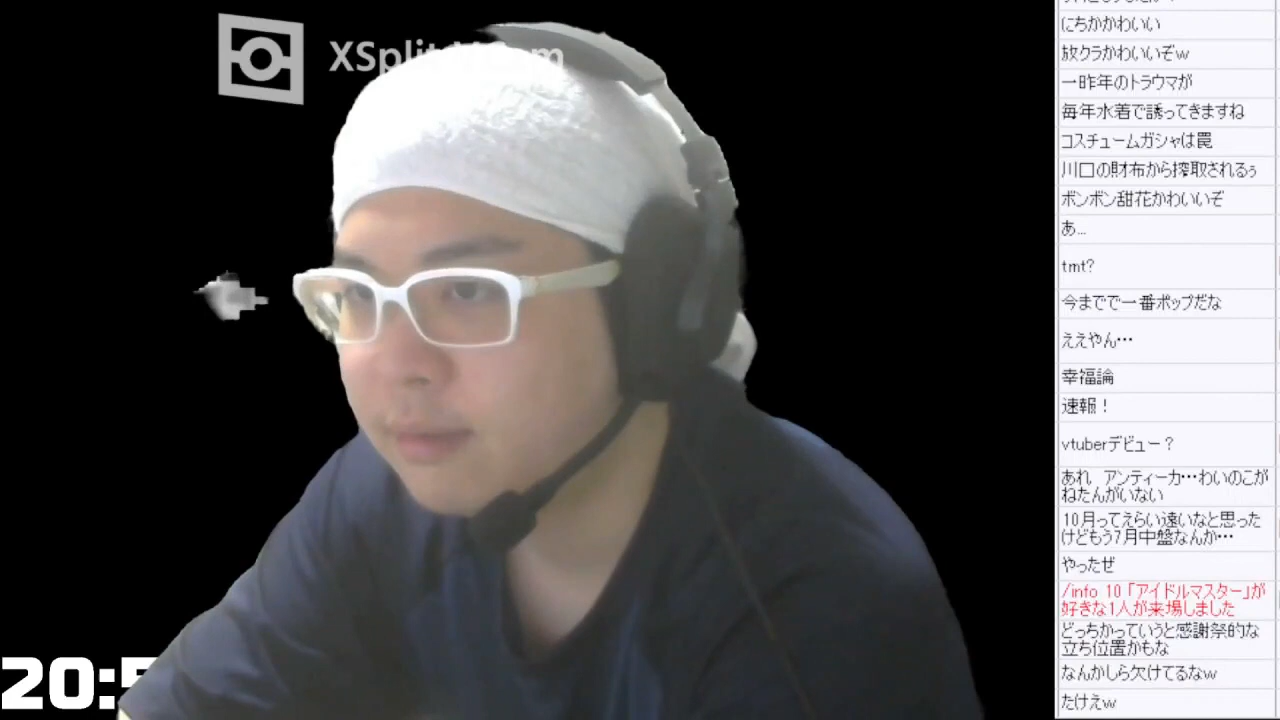 XSplit VCam
にちかかわいい
放クラかわいいぞw
一昨年のトラウマが
毎年水着で誘ってきますね
コスチュームガシャは罠
川口の財布から搾取されるぅ
ボンボン甜花かわいいぞ
あ...
tmt?
今までで一番ポップだな
ええやん…
幸福論
速報！
vtuberデビュー？
あれ　アンティーカ…わいのこが
ねたんがいない
10月ってえらい遠いなと思った
けどもう7月中盤なんか…
やったぜ
/info 10 「アイドルマスター」が
好きな1人が来場しました
どっちかっていうと感謝祭的な
立ち位置かもな
なんかしら欠けてるなw
たけえw
20:5